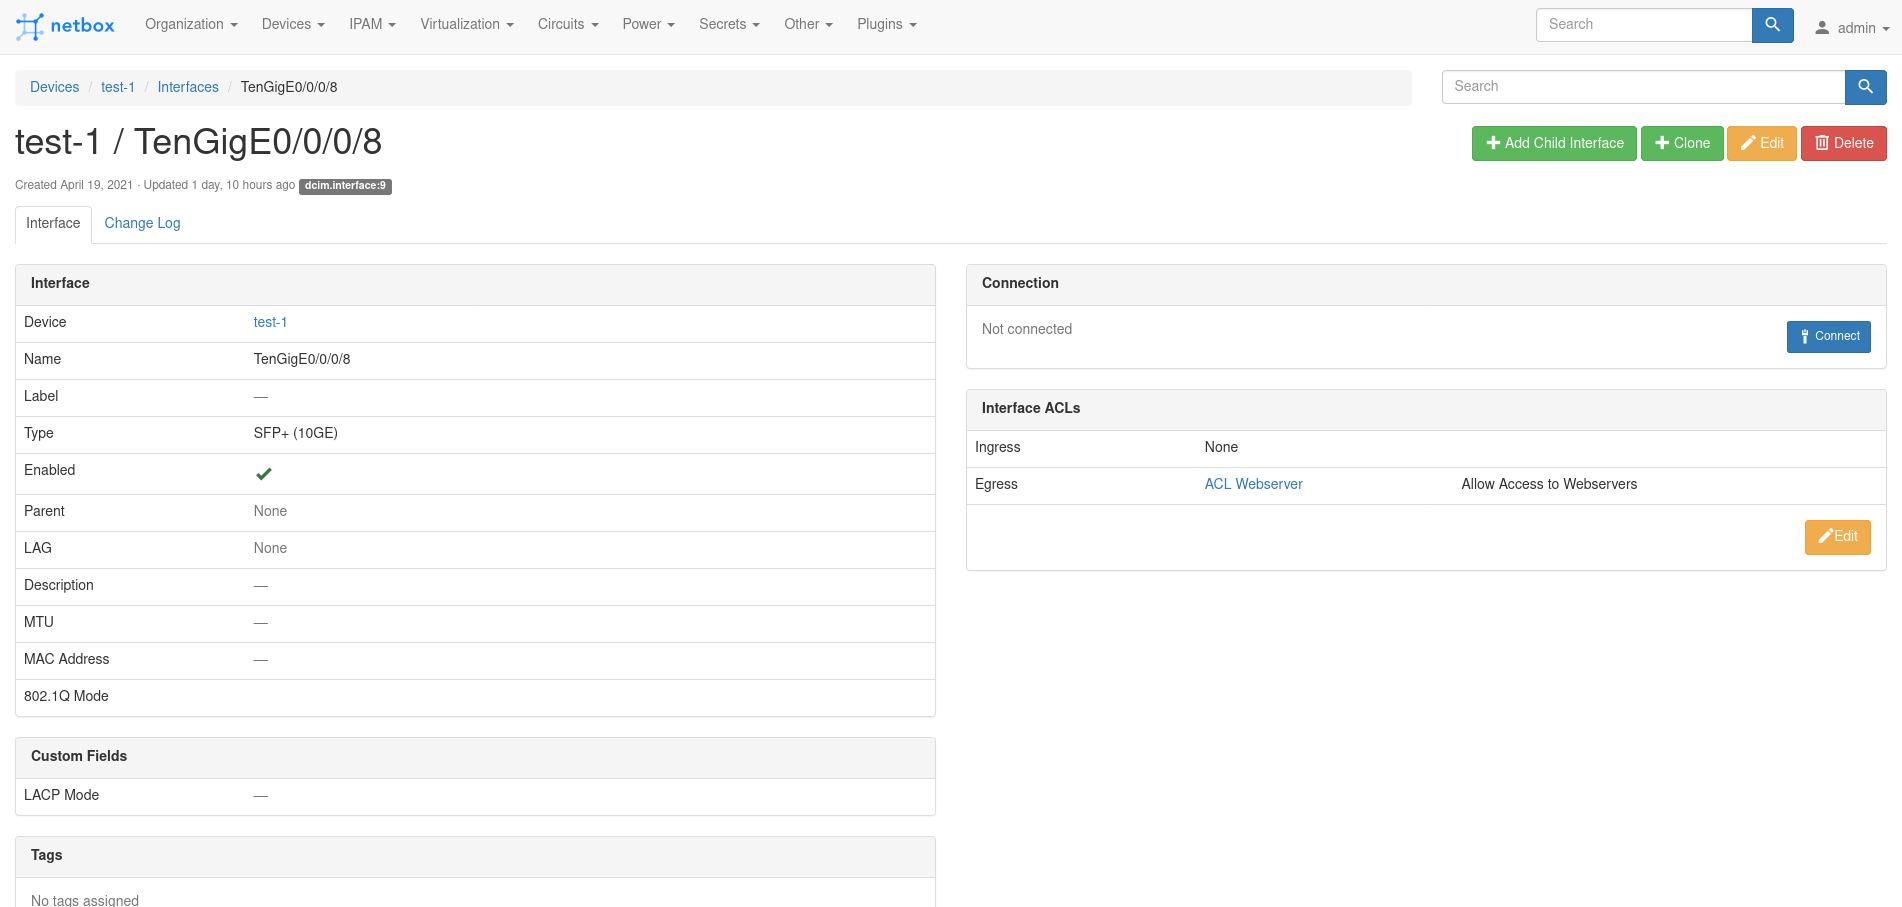 netbox Organization Devices IPAM Virtualization Circuits Power Secrets Other Plugins Search admin
Devices / test-1 / Interfaces / TenGigE0/0/0/8 Search
test-1 / TenGigE0/0/0/8 Add Child Interface Clone Edit Delete
Created April 19, 2021 · Updated 1 day, 10 hours ago dcim.interface:9
Interface Change Log
Interface
Device test-1
Name TenGigE0/0/0/8
Label —
Type SFP+ (10GE)
Enabled
Parent None
LAG None
Description —
MTU —
MAC Address —
802.1Q Mode
Custom Fields
LACP Mode —
Tags
No tags assigned
Connection
Not connected Connect
Interface ACLs
Ingress None
Egress ACL Webserver Allow Access to Webservers
Edit